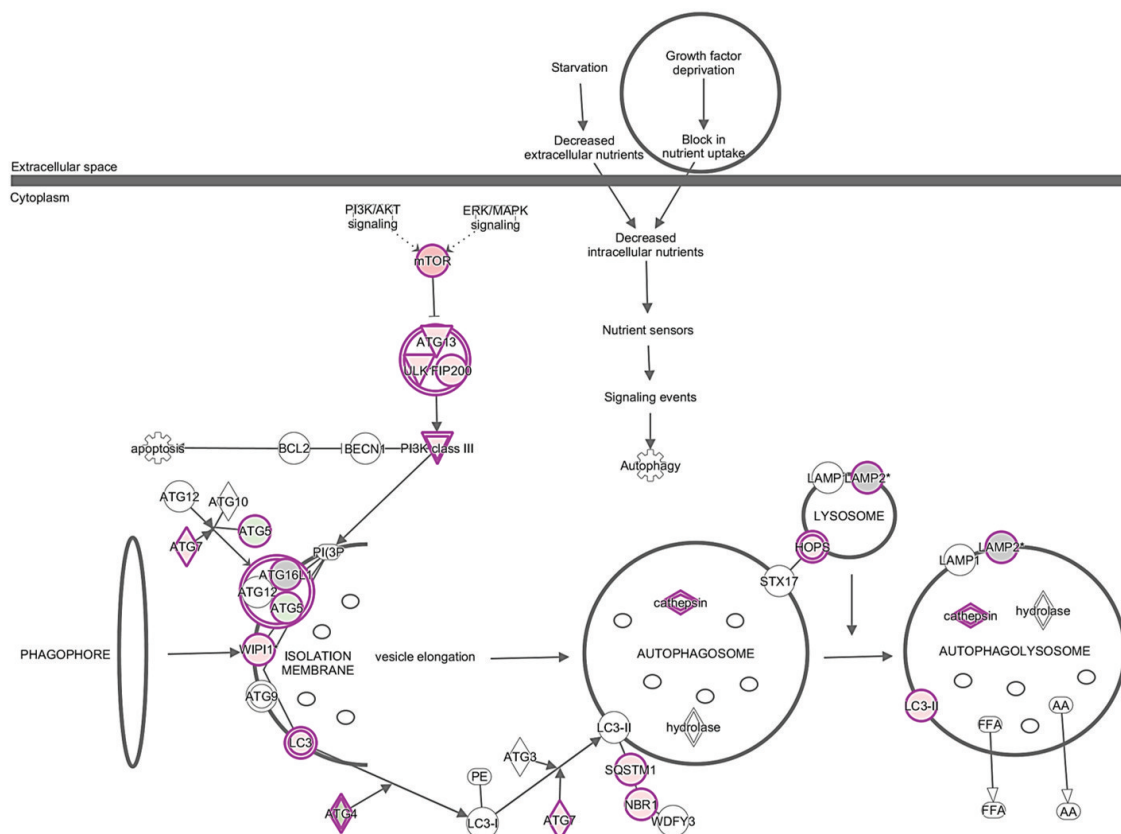 Starvation
Growth factor
deprivation
Decreased
extracellular nutrients
Block in
nutrient uptake
Extracellular space
Cytoplasm
PI3K/AKT
signaling
ERK/MAPK
signaling
mTOR
Decreased
intracellular nutrients
ATG13
ULK FIP200
Nutrient sensors
Signaling events
apoptosis
BCL2
BECN1
PI3K class III
Autophagy
ATG12
ATG10
ATG5
ATG7
PI(3P
LAMP
LAMP2*
LYSOSOME
HOPS
ATG16L1
ATG12
ATG5
STX17
LAMP1
LAMP2*
cathepsin
cathepsin
hydrolase
PHAGOPHORE
WIPI1
ISOLATION
MEMBRANE
vesicle elongation
AUTOPHAGOSOME
AUTOPHAGOLYSOSOME
ATG9
LC3
LC3-II
hydrolase
LC3-II
FFA
AA
ATG3
SQSTM1
PE
NBR1
ATG4
LC3-I
ATG7
WDFY3
FFA
AA